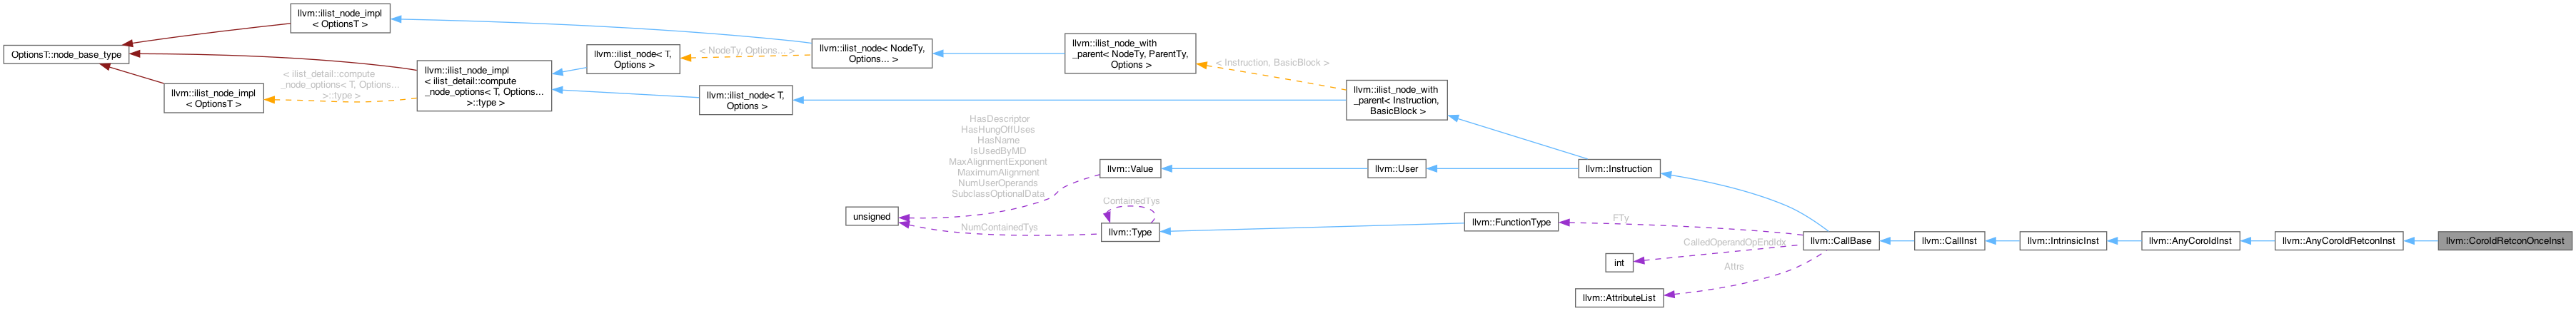 llvm::ilist_node_impl
< OptionsT >
OptionsT::node_base_type
llvm::ilist_node_impl
< OptionsT >
< ilist_detail::compute
_node_options< T, Options...
>::type >
llvm::ilist_node_impl
< ilist_detail::compute
_node_options< T, Options...
>::type >
llvm::ilist_node< T,
Options >
< NodeTy, Options... >
llvm::ilist_node< T,
Options >
llvm::ilist_node< NodeTy,
Options... >
llvm::ilist_node_with
_parent< NodeTy, ParentTy,
Options >
< Instruction, BasicBlock >
llvm::ilist_node_with
_parent< Instruction,
BasicBlock >
HasDescriptor
HasHungOffUses
HasName
IsUsedByMD
MaxAlignmentExponent
MaximumAlignment
NumUserOperands
SubclassOptionalData
llvm::Value
llvm::User
llvm::Instruction
unsigned
NumContainedTys
ContainedTys
llvm::Type
llvm::FunctionType
FTy
CalledOperandOpEndIdx
int
Attrs
llvm::AttributeList
llvm::CallBase
llvm::CallInst
llvm::IntrinsicInst
llvm::AnyCoroIdInst
llvm::AnyCoroIdRetconInst
llvm::CoroIdRetconOnceInst